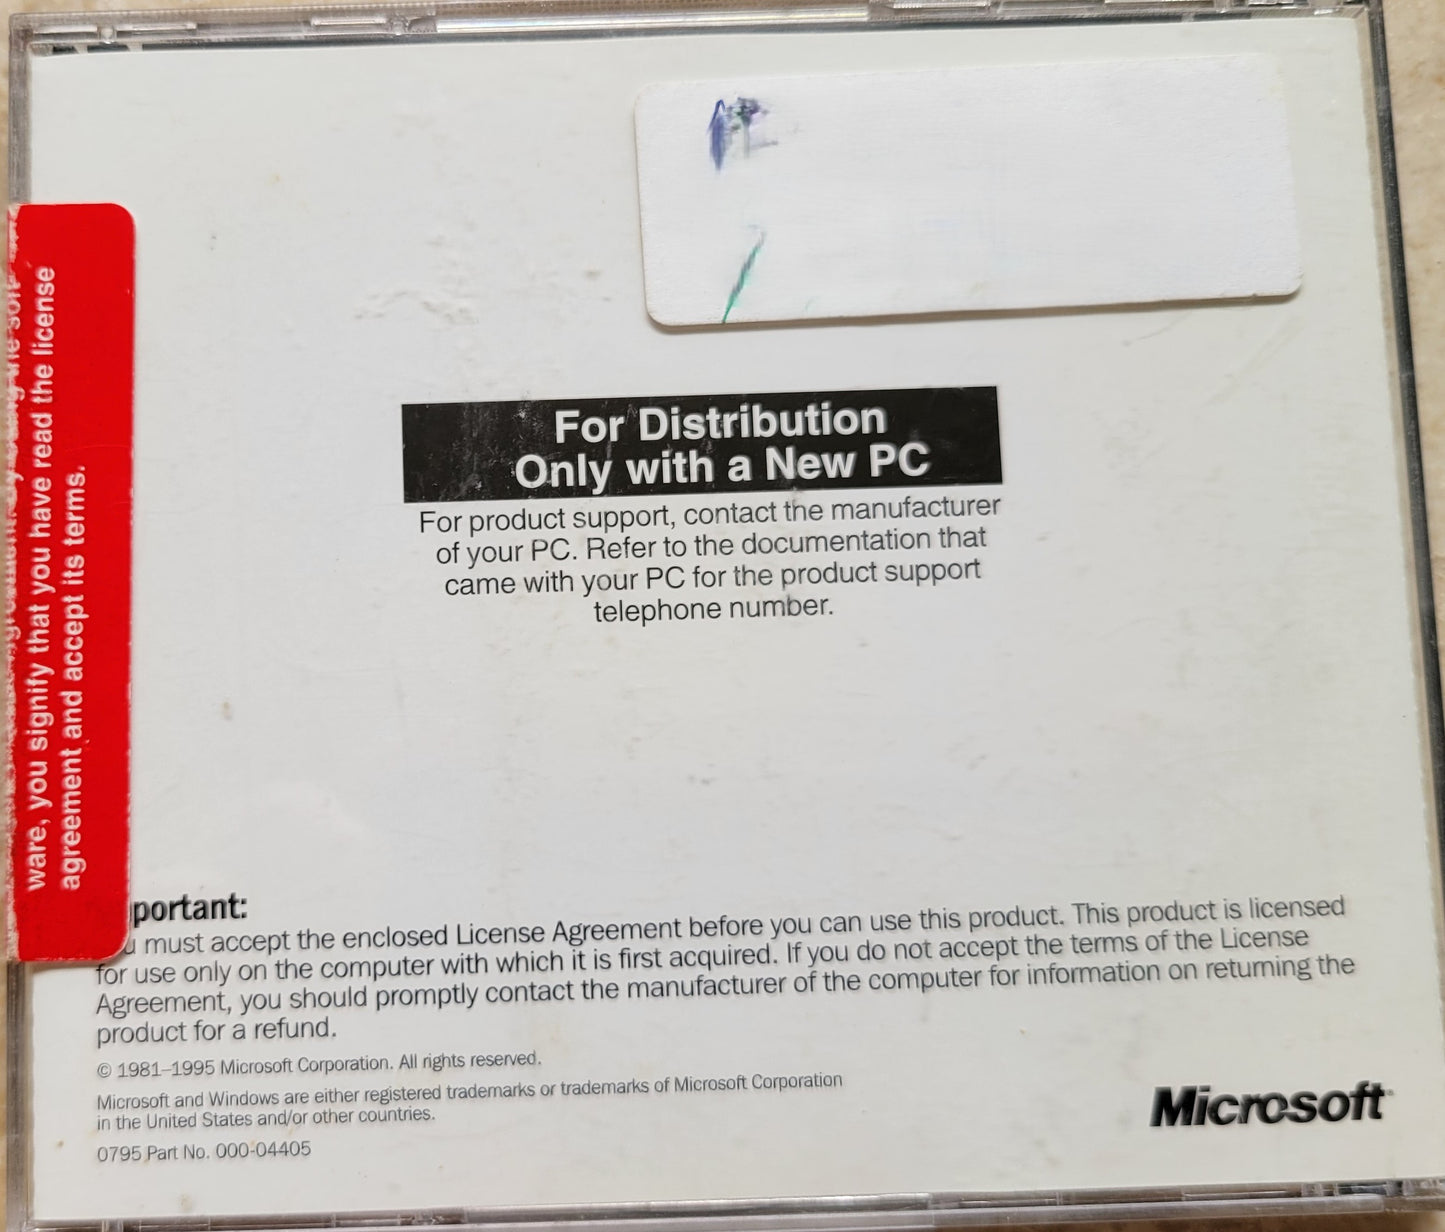 ware, you signify that you have read the license
agreement and accept its terms.
For Distribution
Only with a New PC
For product support, contact the manufacturer
of your PC. Refer to the documentation that
came with your PC for the product support
telephone number.
portant:
u must accept the enclosed License Agreement before you can use this product. This product is licensed
for use only on the computer with which it is first acquired. If you do not accept the terms of the License
Agreement, you should promptly contact the manufacturer of the computer for information on returning the
product for a refund.
© 1981–1995 Microsoft Corporation. All rights reserved.
Microsoft and Windows are either registered trademarks or trademarks of Microsoft Corporation
in the United States and/or other countries.
0795 Part No. 000-04405
Microsoft